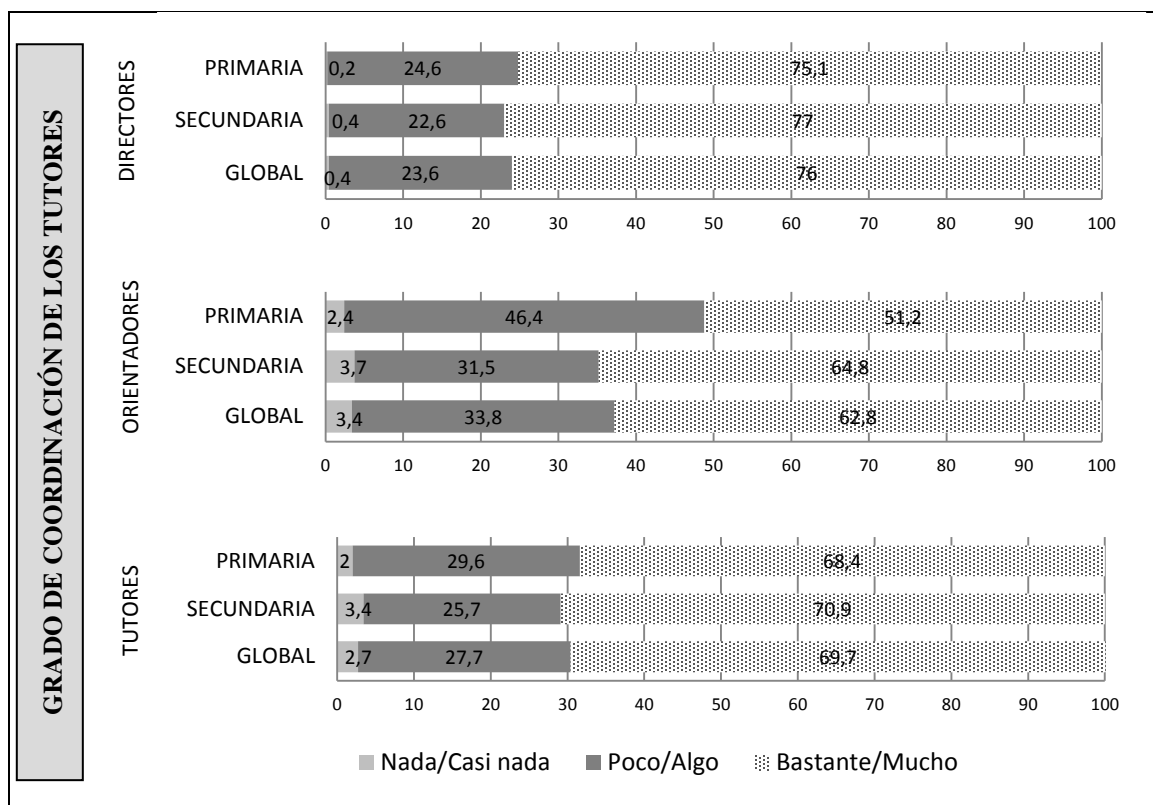 GRADO DE COORDINACIÓN DE LOS TUTORES
DIRECTORES
PRIMARIA 0,2 24,6 75,1
SECUNDARIA 0,4 22,6 77
GLOBAL 0,4 23,6 76
0 10 20 30 40 50 60 70 80 90 100
ORIENTADORES
PRIMARIA 2,4 46,4 51,2
SECUNDARIA 3,7 31,5 64,8
GLOBAL 3,4 33,8 62,8
0 10 20 30 40 50 60 70 80 90 100
TUTORES
PRIMARIA 2 29,6 68,4
SECUNDARIA 3,4 25,7 70,9
GLOBAL 2,7 27,7 69,7
0 10 20 30 40 50 60 70 80 90 100
Nada/Casi nada Poco/Algo Bastante/Mucho